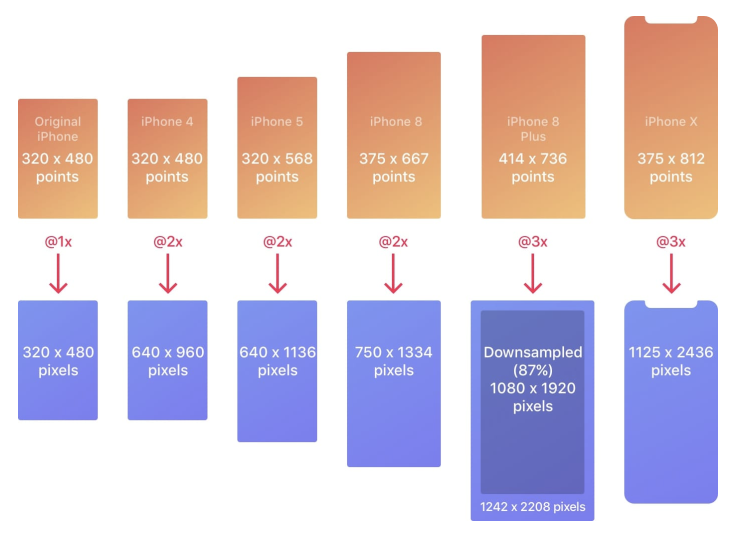 Original
iPhone
320 x 480
points
iPhone 4
320 x 480
points
iPhone 5
320 x 568
points
iPhone 8
375 x 667
points
iPhone 8
Plus
414 x 736
points
iPhone X
375 x 812
points
@1x
@2x
@2x
@2x
@3x
@3x
320 x 480
pixels
640 x 960
pixels
640 x 1136
pixels
750 x 1334
pixels
Downsampled
(87%)
1080 x 1920
pixels
1242 x 2208 pixels
1125 x 2436
pixels